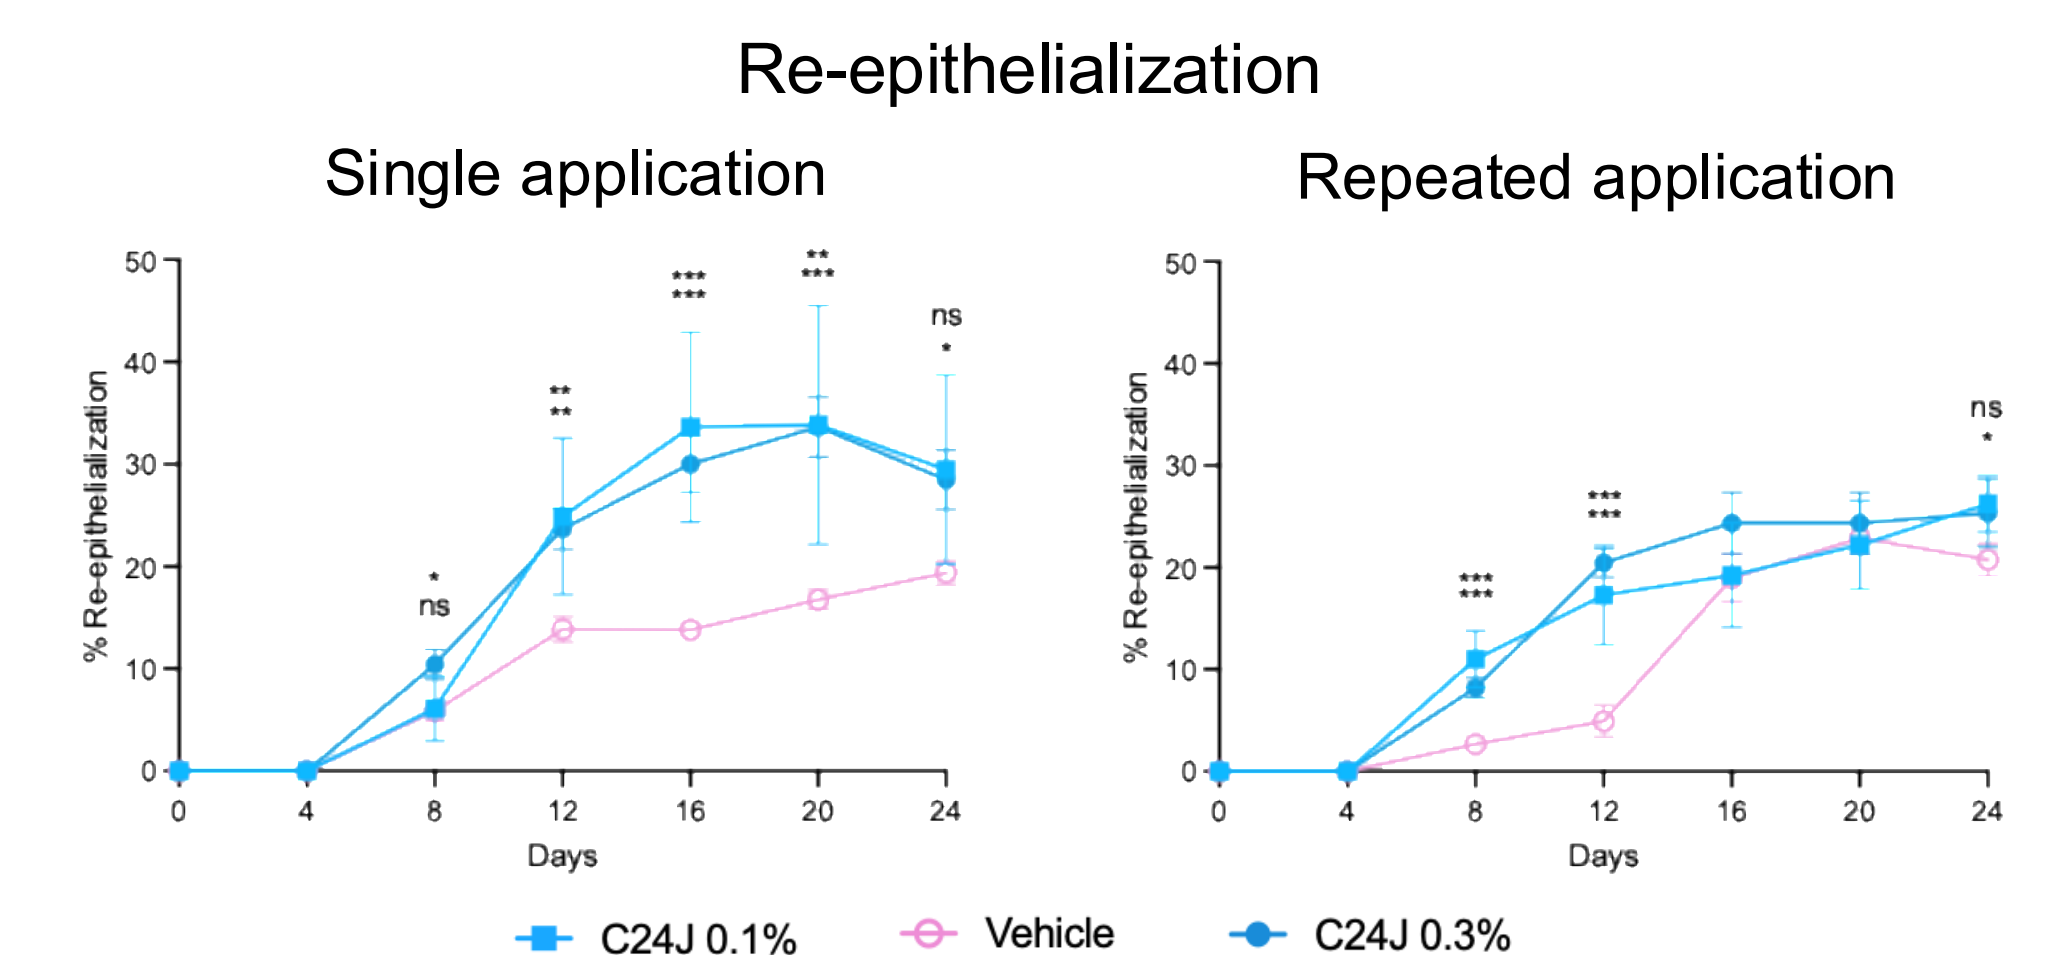 Re-epithelialization
Single application
Repeated application
% Re-epithelialization
50
40
30
20
10
0
*
ns
**
**
***
***
**
***
ns
*
0 4 8 12 16 20 24
Days
% Re-epithelialization
50
40
30
20
10
0
***
***
***
***
ns
*
0 4 8 12 16 20 24
Days
C24J 0.1% Vehicle C24J 0.3%